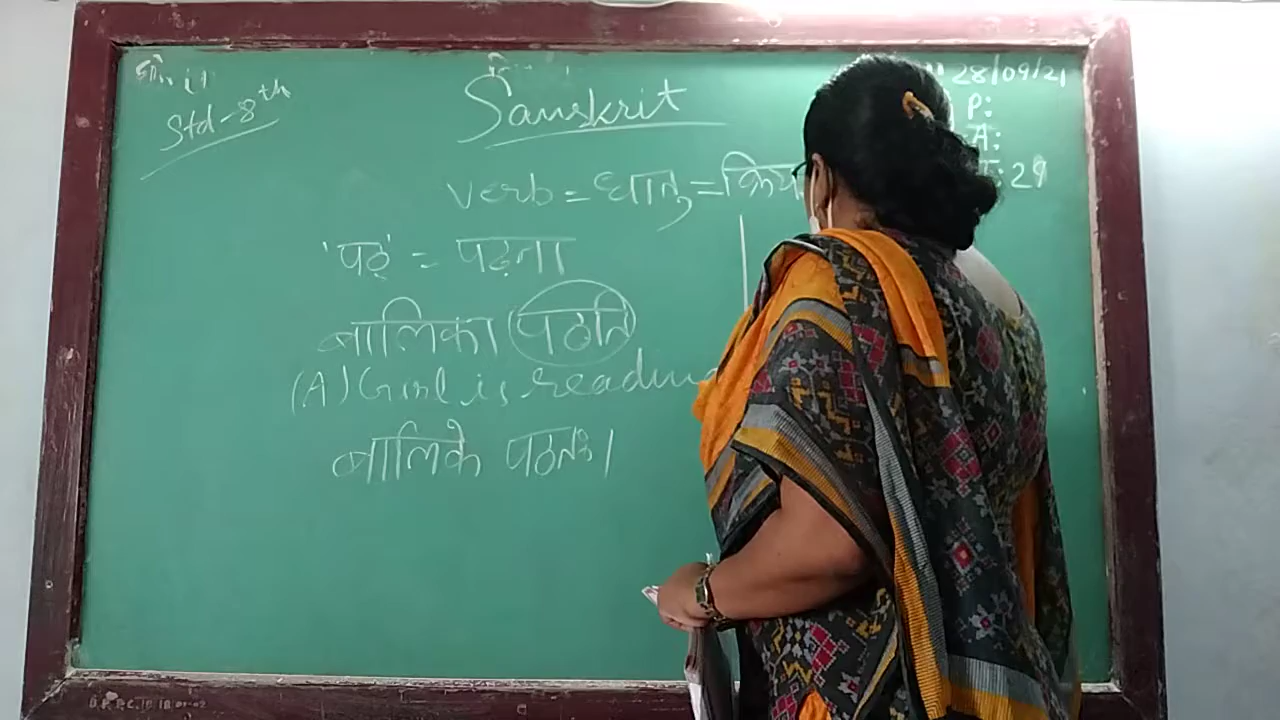 Std-8th
Sanskrit
28/09/21
P:
A:
T: 29
verb = धातु = क्रिय
'पठ्' = पढ़ना
बालिका पठति
(A) Girl is reading
बालिके पठतः।